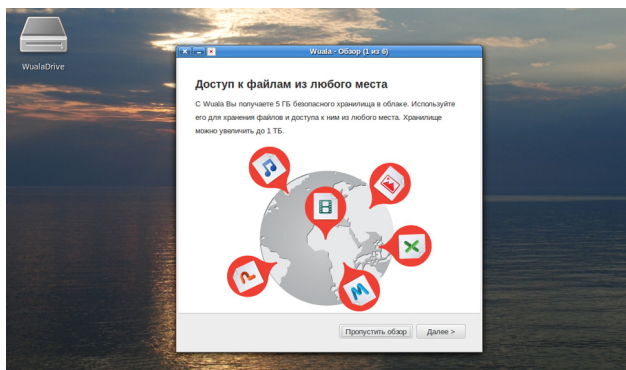 WualaDrive
Wuala - Обзор (1 из 6)
Доступ к файлам из любого места
С Wuala Вы получаете 5 ГБ безопасного хранилища в облаке. Используйте
его для хранения файлов и доступа к ним из любого места. Хранилище
можно увеличить до 1 ТБ.
Пропустить обзор Далее >